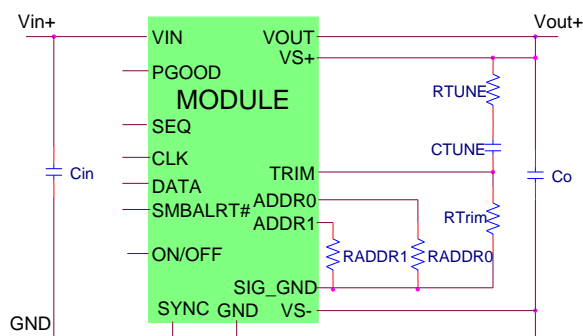 Vin+
Vout+
VIN
VOUT
VS+
PGOOD
RTUNE
MODULE
SEQ
CTUNE
CLK
TRIM
Cin
Co
DATA
ADDR0
SMBALRT#
RTrim
ADDR1
ON/OFF
RADDR1
RADDR0
SIG_GND
SYNC
GND
VS-
GND